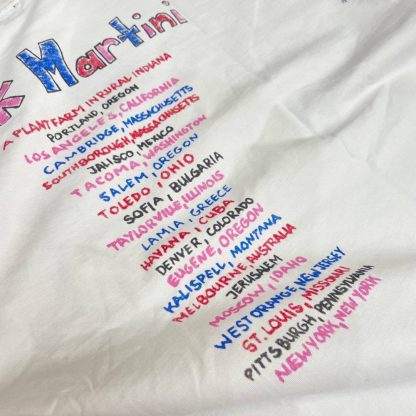 Martini
A PLANT FARM IN RURAL INDIANA
PORTLAND, OREGON
LOS ANGELES, CALIFORNIA
CAMBRIDGE, MASSACHUSETTS
SOUTHBOROUGH, MASSACHUSETTS
JALISCO, MEXICO
TACOMA, WASHINGTON
SALEM, OREGON
TOLEDO, OHIO
SOFIA, BULGARIA
TAYLORVILLE, ILLINOIS
LAMIA, GREECE
HAVANA, CUBA
DENVER, COLORADO
EUGENE, OREGON
KALISPELL, MONTANA
MELBOURNE, AUSTRALIA
JERUSALEM
MOSCOW, IDAHO
WEST ORANGE, NEW JERSEY
ST. LOUIS, MISSOURI
PITTSBURGH, PENNSYLVANIA
NEW YORK, NEW YORK